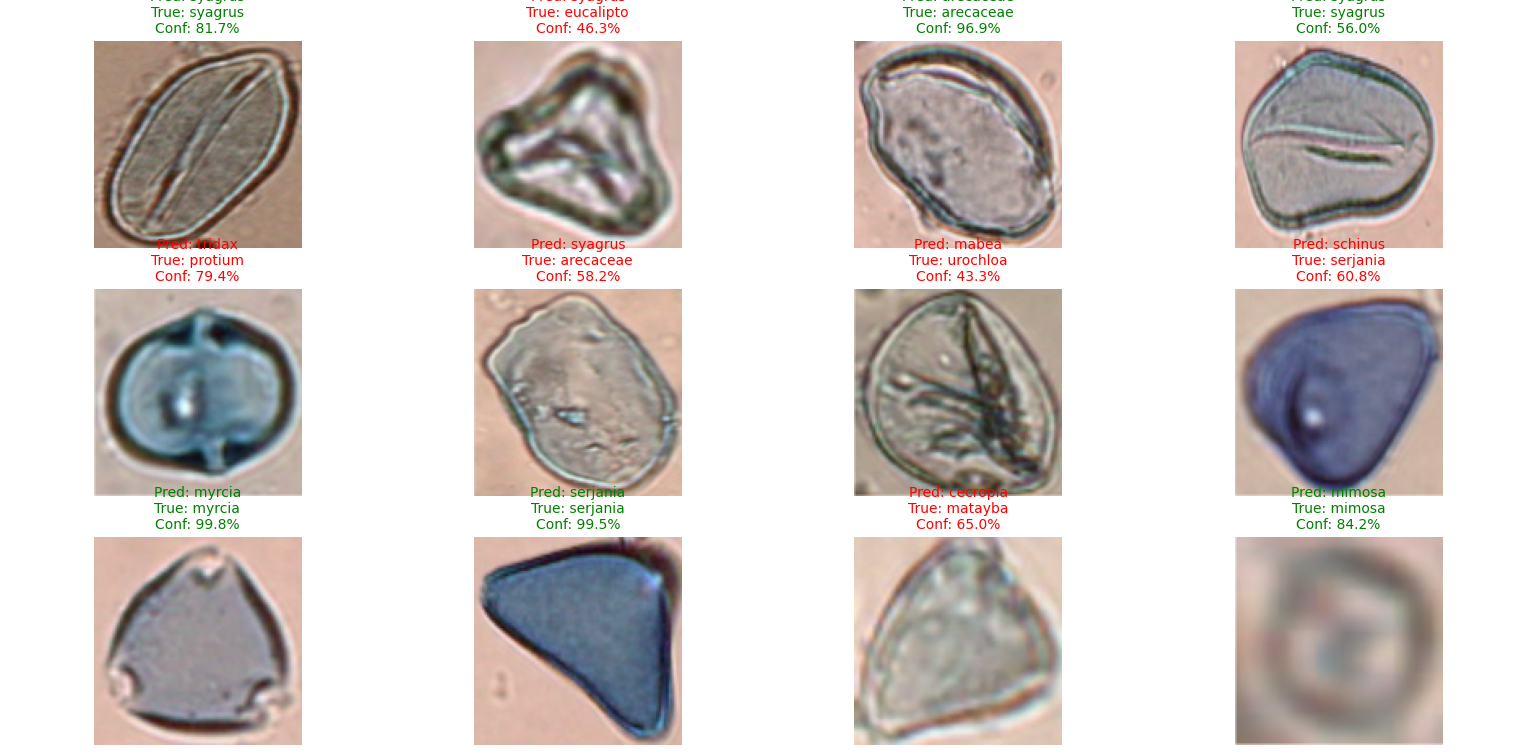 True: syagrus
Conf: 81.7%
True: eucalipto
Conf: 46.3%
True: arecaceae
Conf: 96.9%
True: syagrus
Conf: 56.0%
Pred: tridax
True: protium
Conf: 79.4%
Pred: syagrus
True: arecaceae
Conf: 58.2%
Pred: mabea
True: urochloa
Conf: 43.3%
Pred: schinus
True: serjania
Conf: 60.8%
Pred: myrcia
True: myrcia
Conf: 99.8%
Pred: serjania
True: serjania
Conf: 99.5%
Pred: cecropia
True: matayba
Conf: 65.0%
Pred: mimosa
True: mimosa
Conf: 84.2%